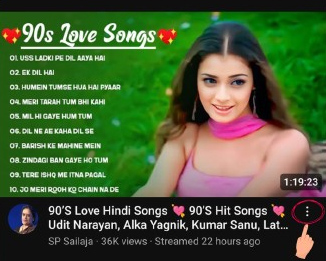 90s Love Songs
01. USS LADKI PE DIL AAYA HAI
02. EK DIL HAI
03. HUMEIN TUMSE HUA HAI PYAAR
04. MERI TARAH TUM BHI KAHI
05. MIL HI GAYE HUM TUM
06. DIL NE AE KAHA DIL SE
07. BARISH KE MAHINE MEIN
08. ZINDAGI BAN GAYE HO TUM
09. TERE ISHQ ME ITNA PAGAL
10. JO MERI ROOH KO CHAIN NA DE
1:19:23
90'S Love Hindi Songs 💘 90'S Hit Songs 💘
Udit Narayan, Alka Yagnik, Kumar Sanu, Lat...
SP Sailaja · 36K views · Streamed 22 hours ago